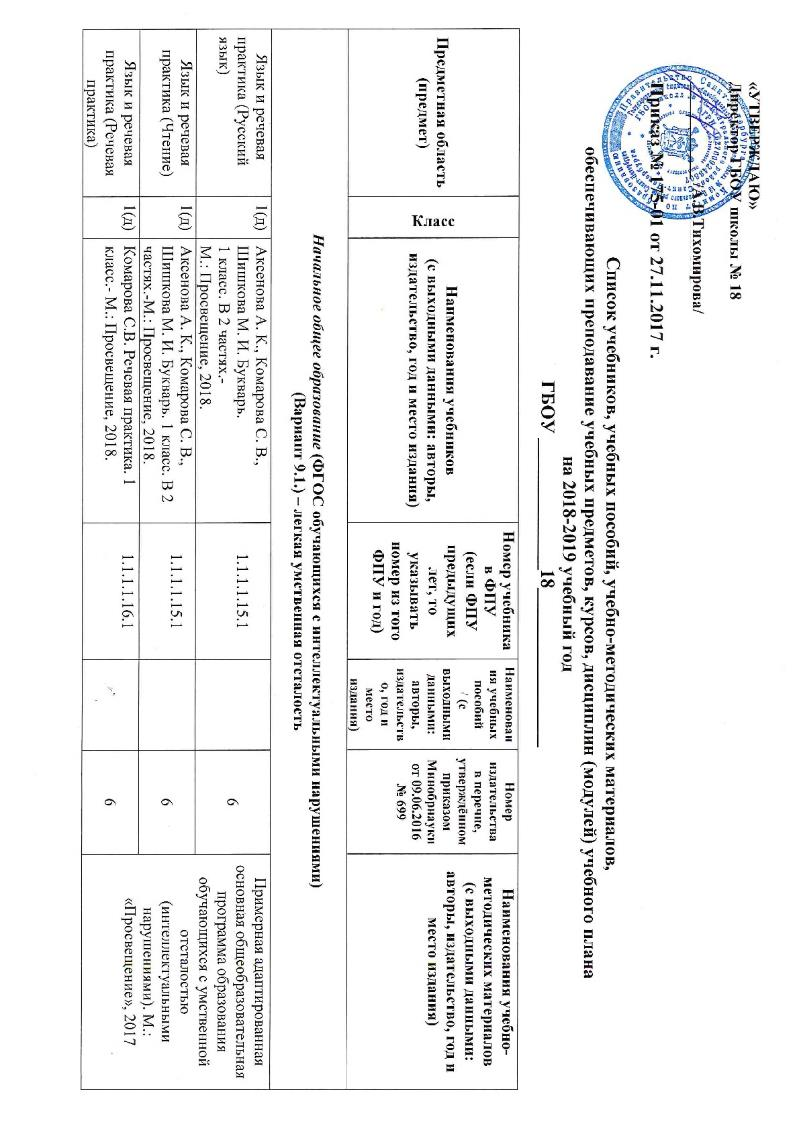 «УТВЕРЖДАЮ»
Директор ГБОУ школы № 18
/А.В Тихомирова/
Приказ № 175-01 от 27.11.2017 г.
Список учебников, учебных пособий, учебно-методических материалов,
обеспечивающих преподавание учебных предметов, курсов, дисциплин (модулей) учебного плана
на 2018-2019 учебный год
ГБОУ ____________18____________
Предметная область
(предмет)
Класс
Наименования учебников
(с выходными данными: авторы,
издательство, год и место издания)
Номер учебника
в ФПУ
(если ФПУ
предыдущих
лет, то
указывать
номер из того
ФПУ и год)
Наименован
ия учебных
пособий
/ (с
выходными
данными:
авторы,
издательств
о, год и
место
издания)
Номер
издательства
в перечне,
утверждённом
приказом
Минобрнауки
от 09.06.2016
№ 699
Наименования учебно-
методических материалов
(с выходными данными:
авторы, издательство, год и
место издания)
Начальное общее образование (ФГОС обучающихся с интеллектуальными нарушениями)
(Вариант 9.1.) – легкая умственная отсталость
Язык и речевая
практика (Русский
язык)
1(д)
Аксенова А. К., Комарова С. В.,
Шишкова М. И. Букварь.
1 класс. В 2 частях.-
М.: Просвещение, 2018.
1.1.1.1.15.1
6
Примерная адаптированная
основная общеобразовательная
программа образования
обучающихся с умственной
отсталостью
(интеллектуальными
нарушениями). М.:
«Просвещение», 2017
Язык и речевая
практика (Чтение)
1(д)
Аксенова А. К., Комарова С. В.,
Шишкова М. И. Букварь. 1 класс. В 2
частях.-М.: Просвещение, 2018.
1.1.1.1.15.1
6
Язык и речевая
практика (Речевая
практика)
1(д)
Комарова С.В. Речевая практика. 1
класс.- М.: Просвещение, 2018.
1.1.1.1.16.1
6